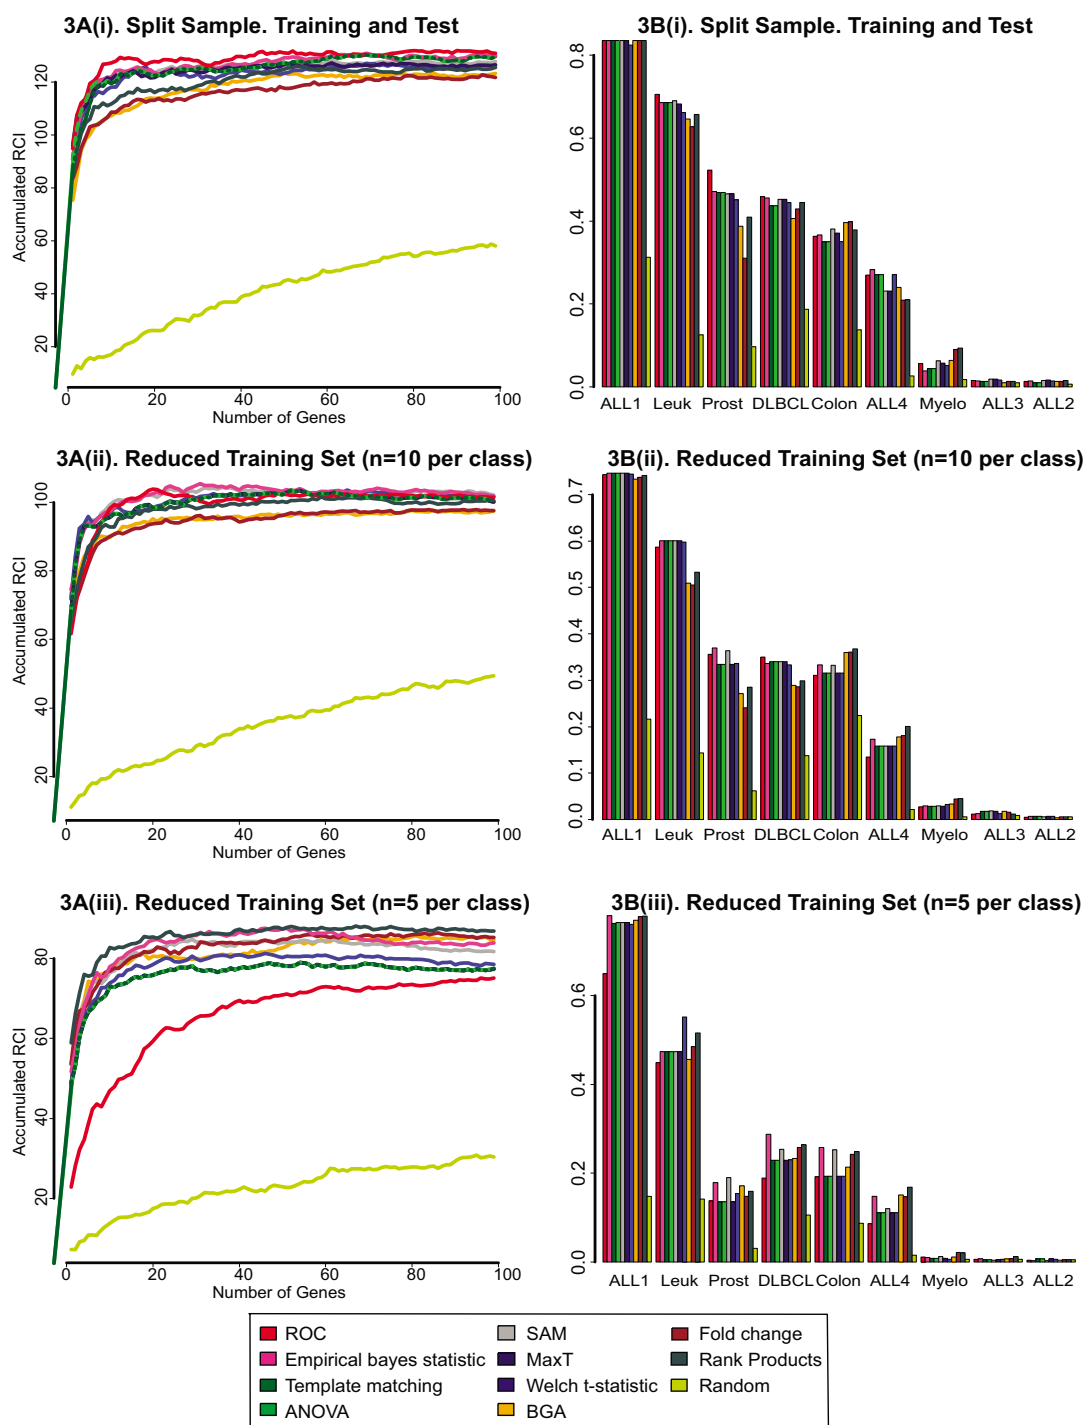 3A(i). Split Sample. Training and Test
Accumulated RCI
20
40
60
80
100
120
0
20
40
60
80
100
Number of Genes
3B(i). Split Sample. Training and Test
0.0
0.2
0.4
0.6
0.8
ALL1 Leuk Prost DLBCL Colon ALL4 Myelo ALL3 ALL2
3A(ii). Reduced Training Set (n=10 per class)
Accumulated RCI
20
40
60
80
100
0
20
40
60
80
100
Number of Genes
3B(ii). Reduced Training Set (n=10 per class)
0.0
0.1
0.2
0.3
0.4
0.5
0.6
0.7
ALL1 Leuk Prost DLBCL Colon ALL4 Myelo ALL3 ALL2
3A(iii). Reduced Training Set (n=5 per class)
Accumulated RCI
20
40
60
80
0
20
40
60
80
100
Number of Genes
3B(iii). Reduced Training Set (n=5 per class)
0.0
0.2
0.4
0.6
ALL1 Leuk Prost DLBCL Colon ALL4 Myelo ALL3 ALL2
ROC
Empirical bayes statistic
Template matching
ANOVA
SAM
MaxT
Welch t-statistic
BGA
Fold change
Rank Products
Random